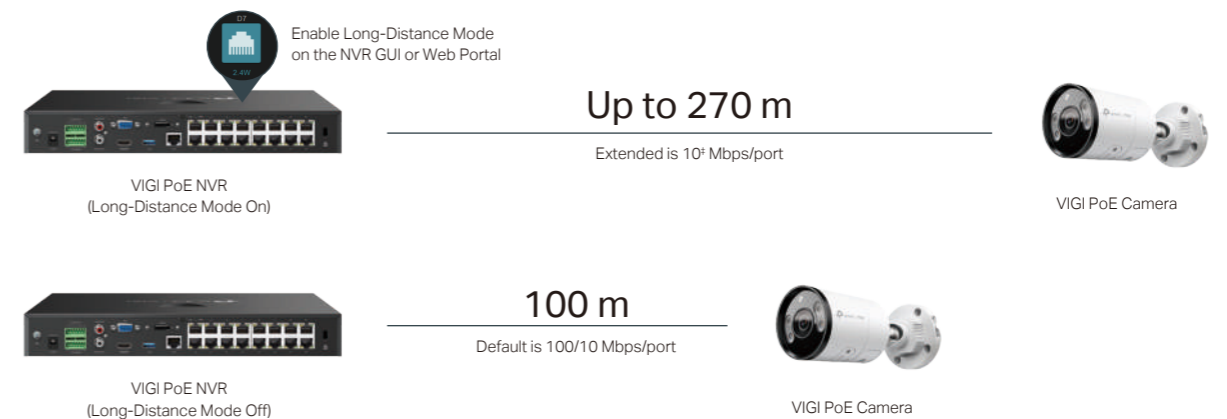 D7
2.4W
Enable Long-Distance Mode
on the NVR GUI or Web Portal
Up to 270 m
Extended is 10‡ Mbps/port
VIGI PoE NVR
(Long-Distance Mode On)
VIGI PoE Camera
100 m
Default is 100/10 Mbps/port
VIGI PoE NVR
(Long-Distance Mode Off)
VIGI PoE Camera